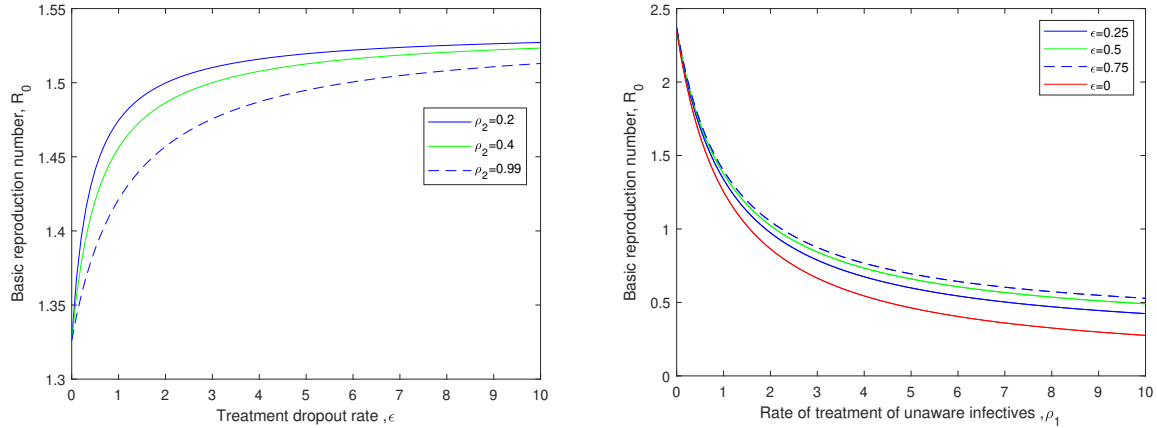 1.55
1.5
1.45
1.4
1.35
1.3
Basic reproduction number, R₀
0 1 2 3 4 5 6 7 8 9 10
Treatment dropout rate ,ϵ
ρ₂=0.2
ρ₂=0.4
ρ₂=0.99
2.5
2
1.5
1
0.5
0
Basic reproduction number, R₀
0 1 2 3 4 5 6 7 8 9 10
Rate of treatment of unaware infectives ,ρ₁
ϵ=0.25
ϵ=0.5
ϵ=0.75
ϵ=0